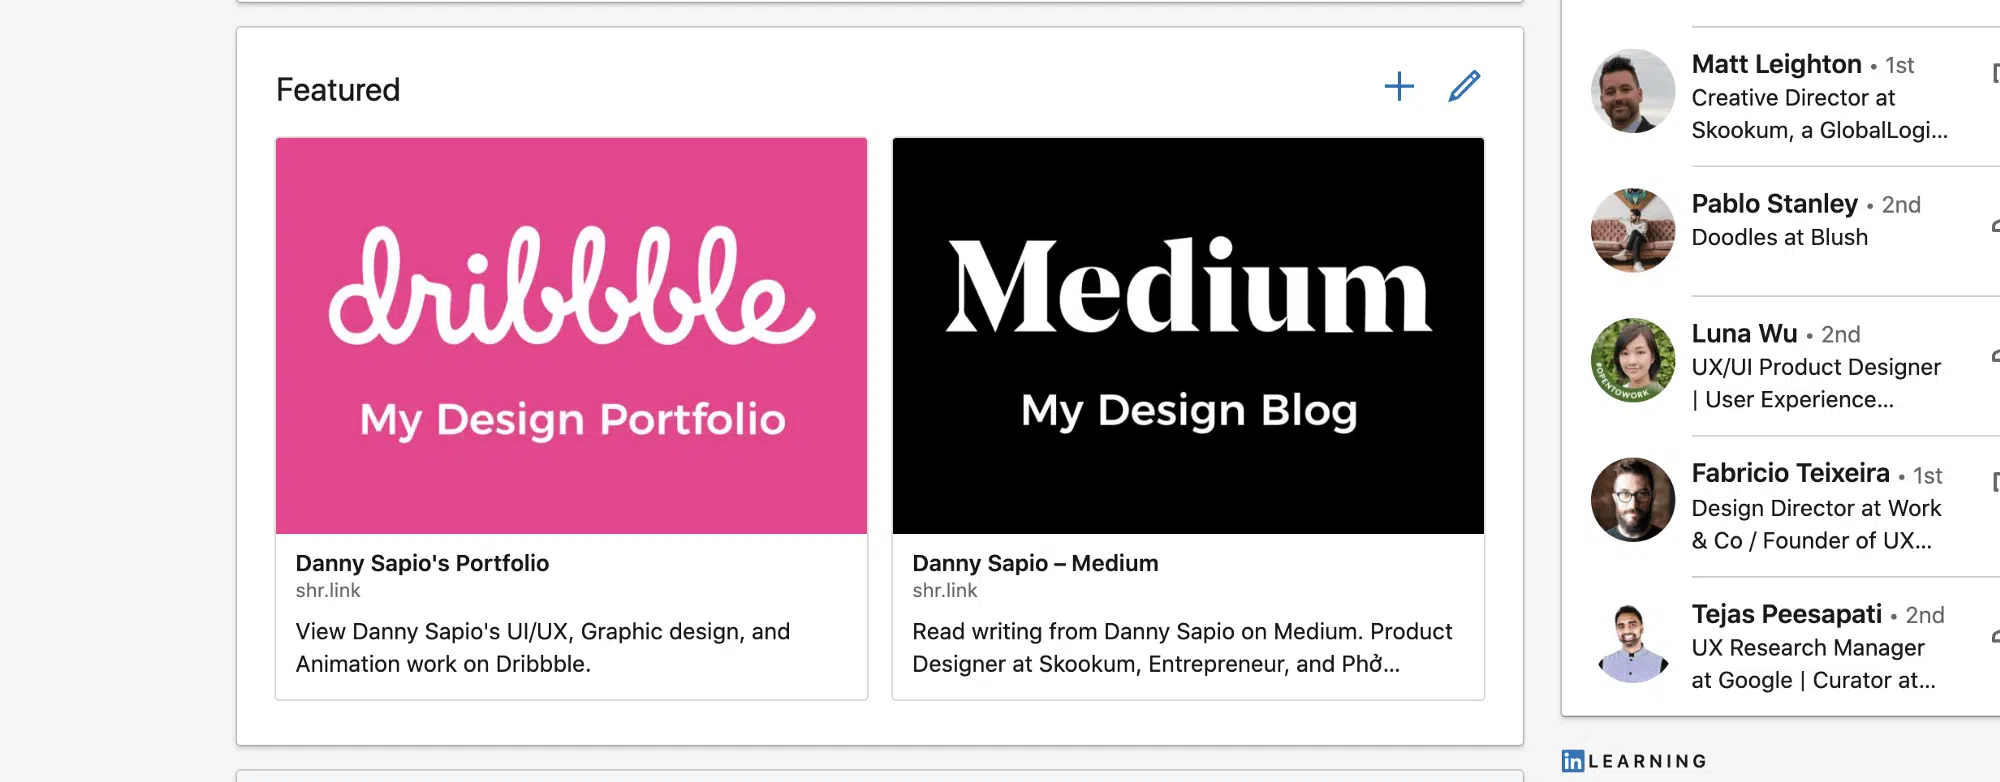 Featured
dribbble
My Design Portfolio
Danny Sapio's Portfolio
shr.link
View Danny Sapio's UI/UX, Graphic design, and
Animation work on Dribbble.
Medium
My Design Blog
Danny Sapio – Medium
shr.link
Read writing from Danny Sapio on Medium. Product
Designer at Skookum, Entrepreneur, and Phở...
Matt Leighton • 1st
Creative Director at
Skookum, a GlobalLogi...
Pablo Stanley • 2nd
Doodles at Blush
Luna Wu • 2nd
UX/UI Product Designer
| User Experience...
#OPENTOWORK
Fabricio Teixeira • 1st
Design Director at Work
& Co / Founder of UX...
Tejas Peesapati • 2nd
UX Research Manager
at Google | Curator at...
in LEARNING